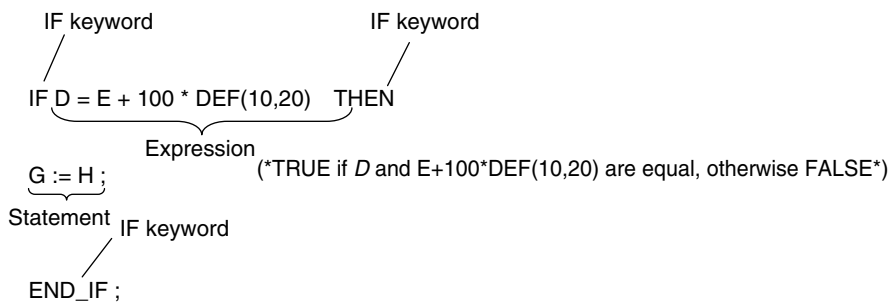 IF keyword IF keyword
IF D = E + 100 * DEF(10,20) THEN
Expression
(*TRUE if D and E+100*DEF(10,20) are equal, otherwise FALSE*)
G := H ;
Statement
IF keyword
END_IF ;